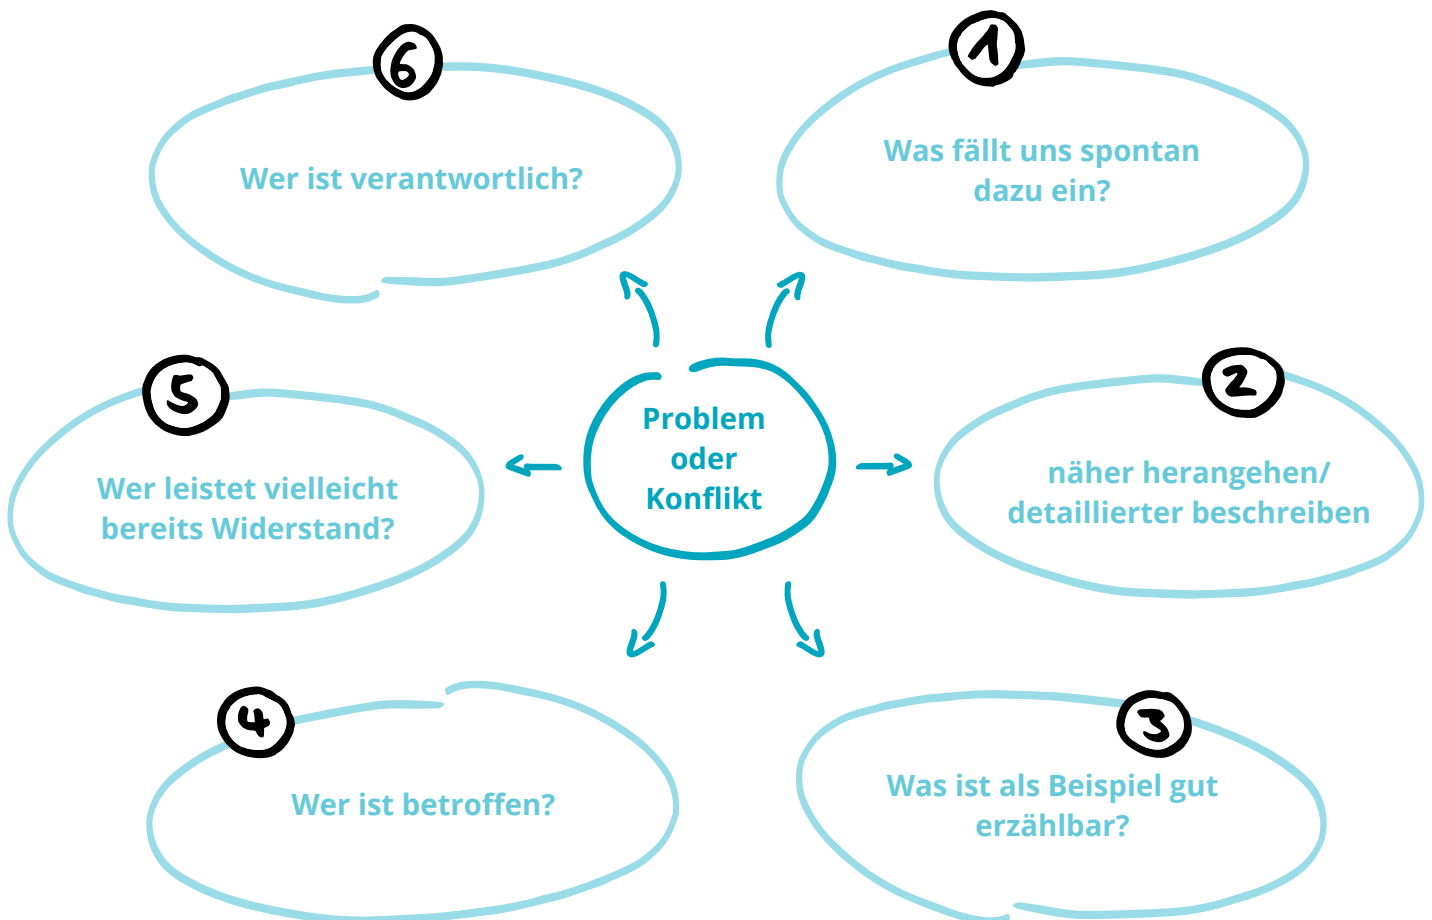 6
Wer ist verantwortlich?
1
Was fällt uns spontan
dazu ein?
5
Wer leistet vielleicht
bereits Widerstand?
Problem
oder
Konflikt
2
näher herangehen/
detaillierter beschreiben
4
Wer ist betroffen?
3
Was ist als Beispiel gut
erzählbar?